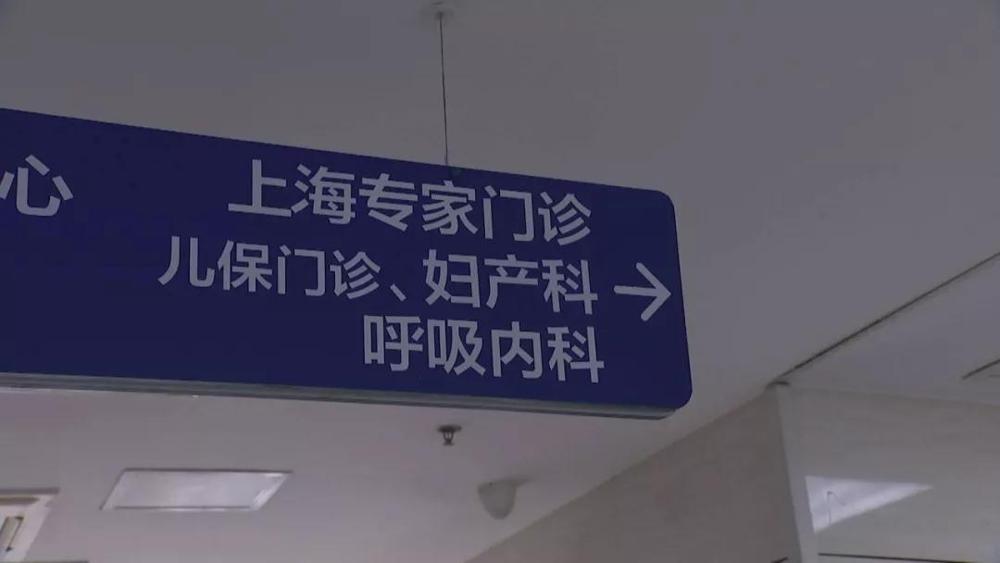 心
上海专家门诊
儿保门诊、妇产科
呼吸内科